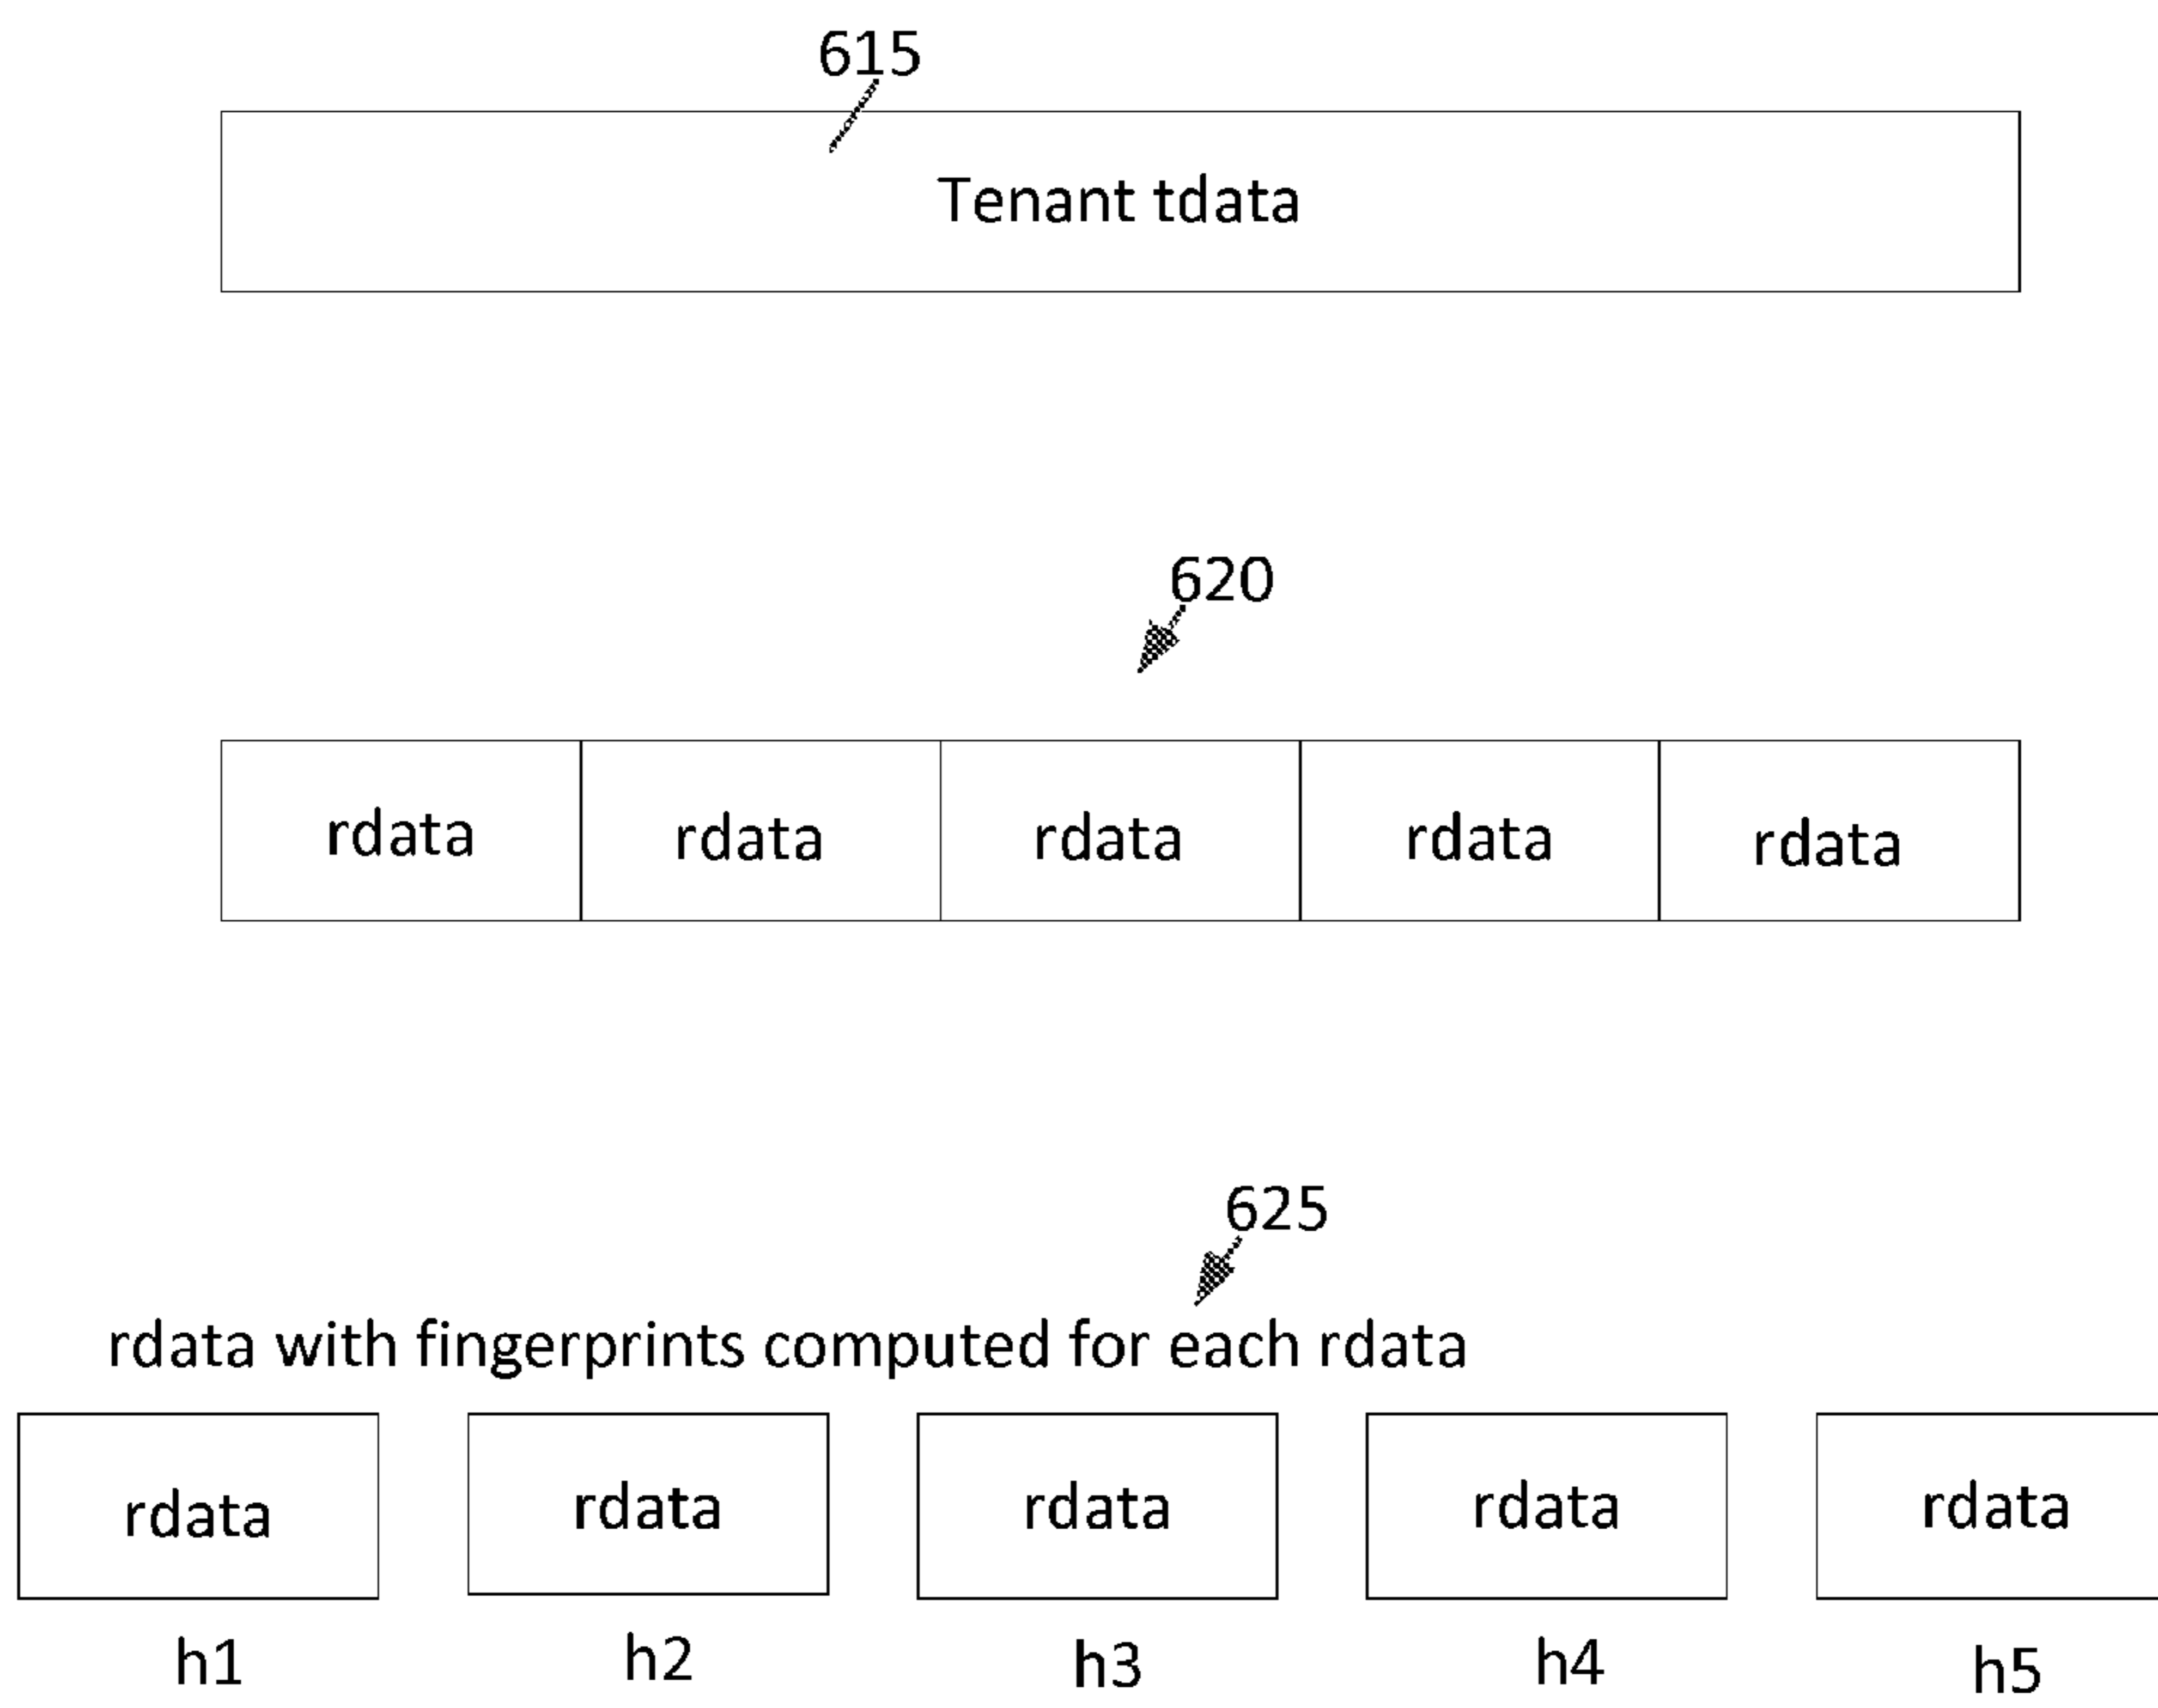 615
Tenant tdata
620
rdata rdata rdata rdata rdata
625
rdata with fingerprints computed for each rdata
rdata rdata rdata rdata rdata
h1 h2 h3 h4 h5